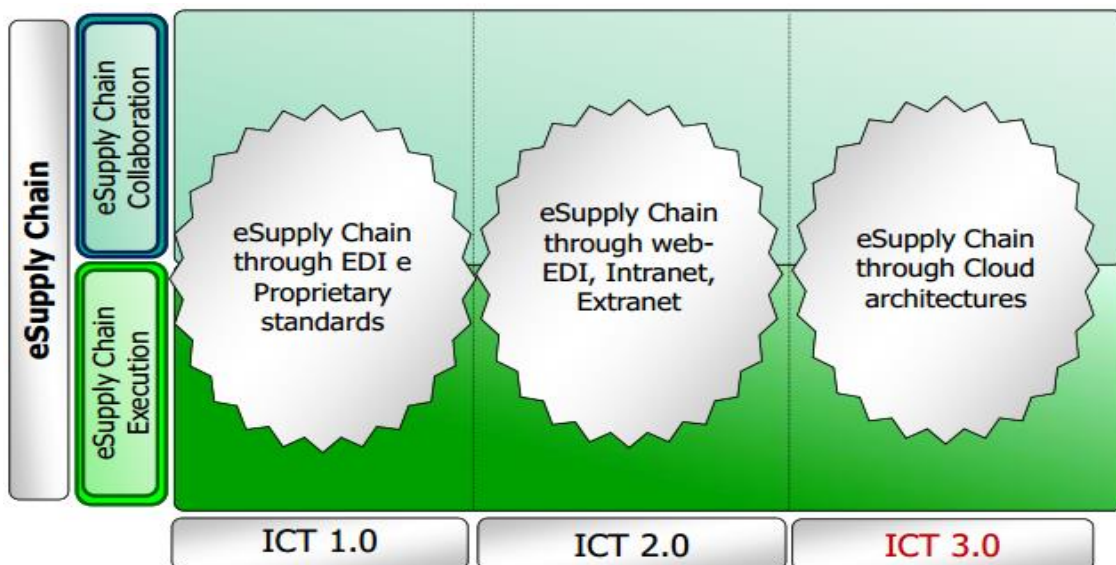 eSupply Chain
eSupply Chain
Collaboration
eSupply Chain
Execution
eSupply Chain
through EDI e
Proprietary
standards
eSupply Chain
through web-
EDI, Intranet,
Extranet
eSupply Chain
through Cloud
architectures
ICT 1.0
ICT 2.0
ICT 3.0